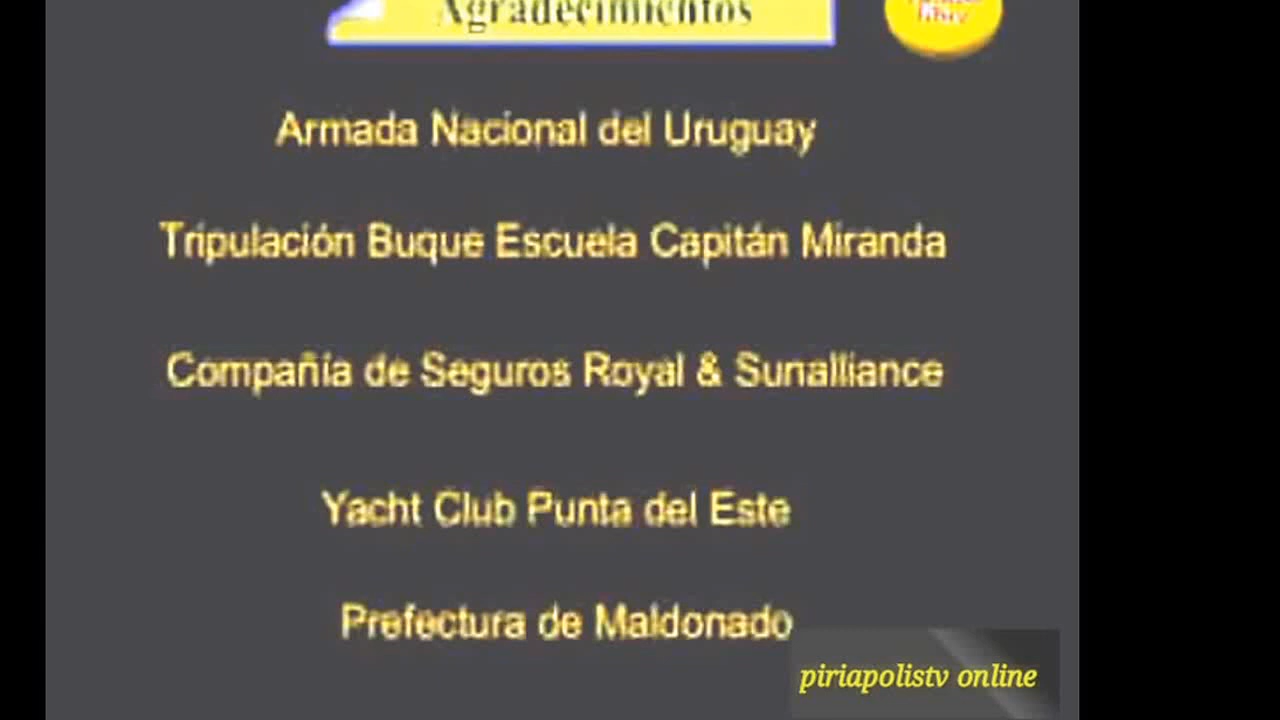 Agradecimientos
Armada Nacional del Uruguay
Tripulación Buque Escuela Capitán Miranda
Compañía de Seguros Royal & Sunalliance
Yacht Club Punta del Este
Prefectura de Maldonado
piriapolistv online